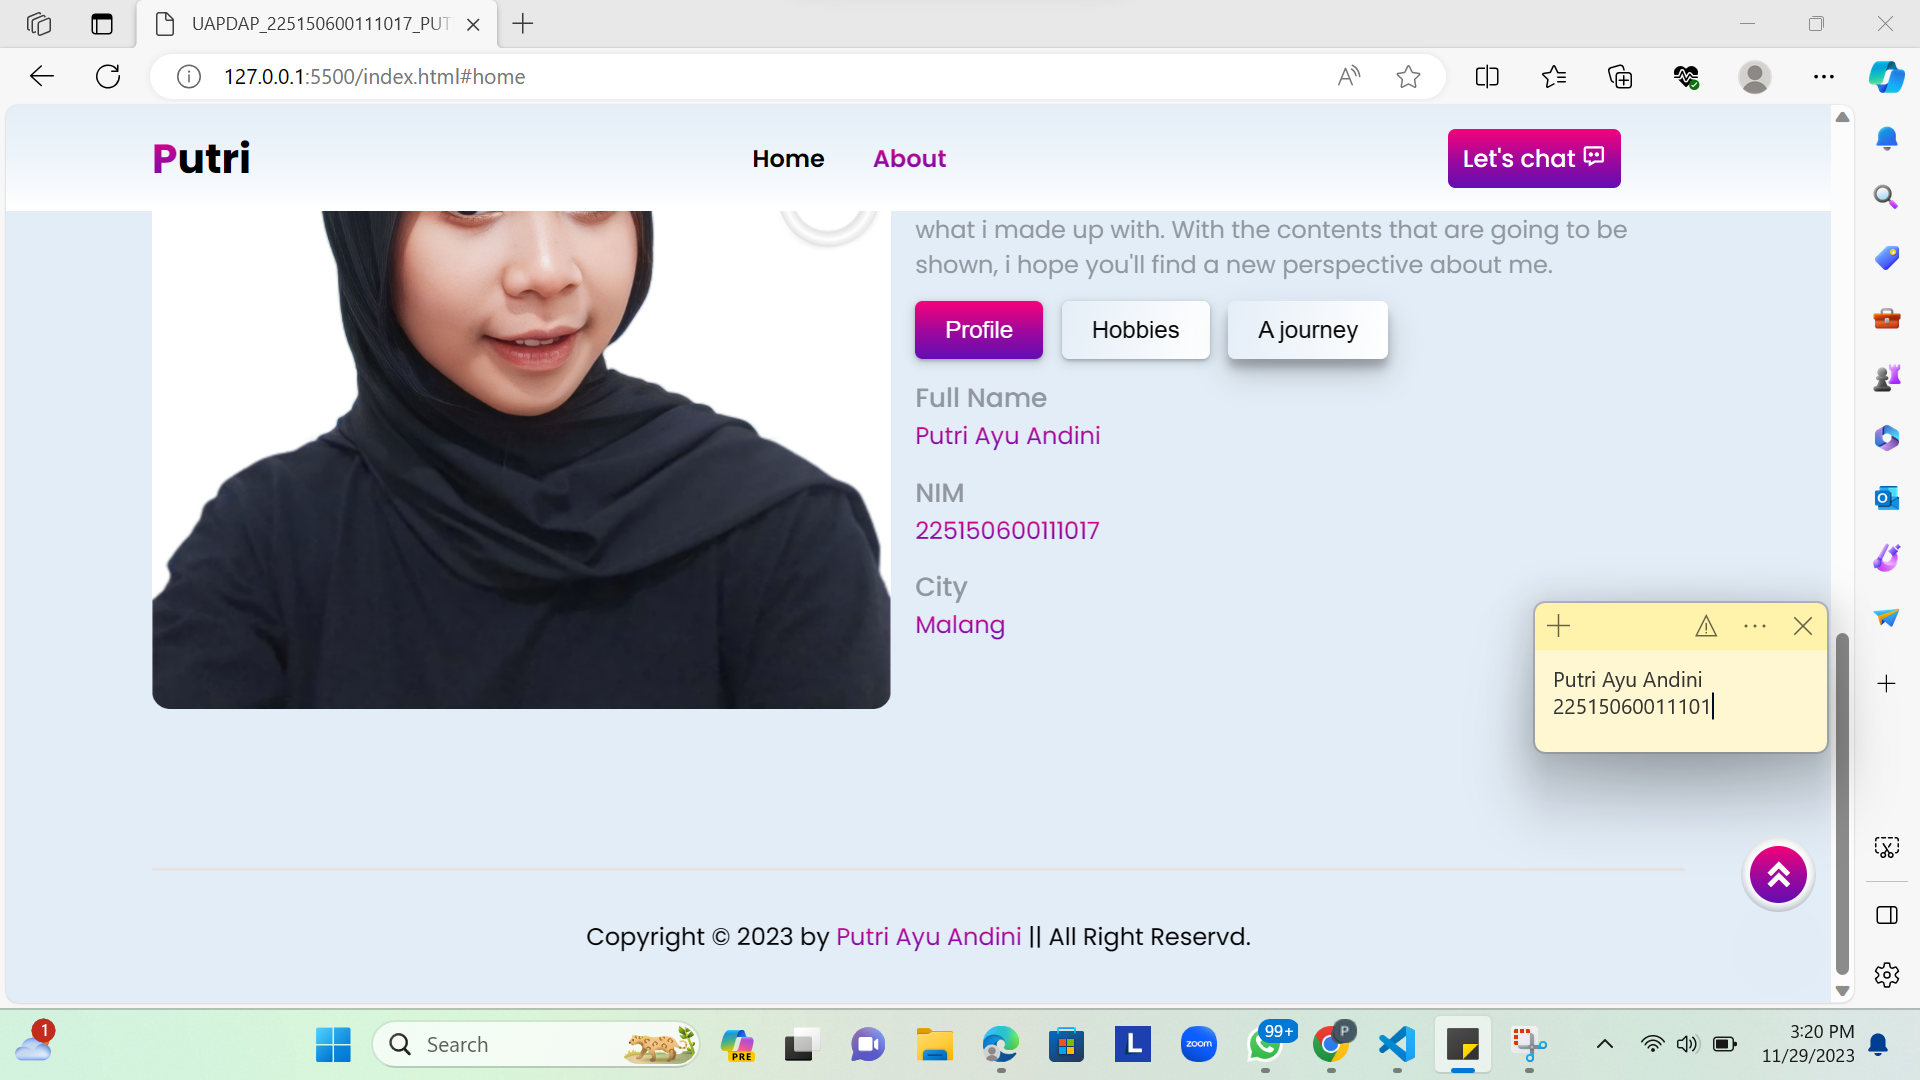 UAPDAP_225150600111017_PUT
127.0.0.1:5500/index.html#home
Putri
Home
About
Let's chat
what i made up with. With the contents that are going to be
shown, i hope you'll find a new perspective about me.
Profile
Hobbies
A journey
Full Name
Putri Ayu Andini
NIM
225150600111017
City
Malang
Putri Ayu Andini
22515060011101
Copyright © 2023 by Putri Ayu Andini || All Right Reservd.
1
Search
PRE
L
zoom
99+
P
3:20 PM
11/29/2023